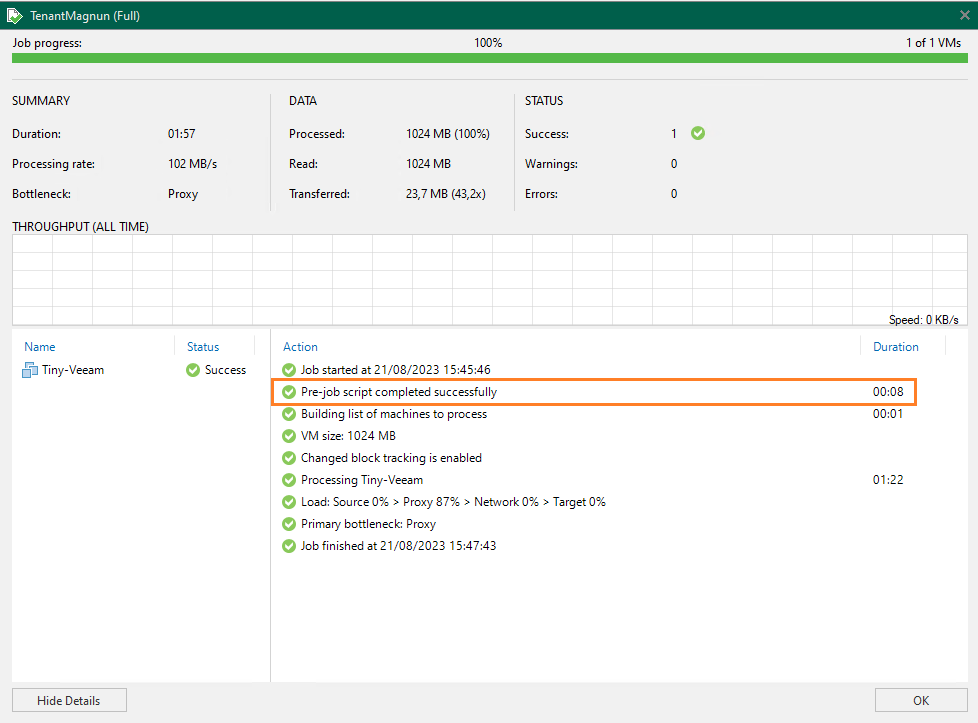 TenantMagnun (Full)
Job progress: 100% 1 of 1 VMs
SUMMARY DATA STATUS
Duration: 01:57 Processed: 1024 MB (100%) Success: 1
Processing rate: 102 MB/s Read: 1024 MB Warnings: 0
Bottleneck: Proxy Transferred: 23,7 MB (43,2x) Errors: 0
THROUGHPUT (ALL TIME)
Speed: 0 KB/s
Name Status Action Duration
Tiny-Veeam Success Job started at 21/08/2023 15:45:46
Pre-job script completed successfully 00:08
Building list of machines to process 00:01
VM size: 1024 MB
Changed block tracking is enabled
Processing Tiny-Veeam 01:22
Load: Source 0% > Proxy 87% > Network 0% > Target 0%
Primary bottleneck: Proxy
Job finished at 21/08/2023 15:47:43
Hide Details OK